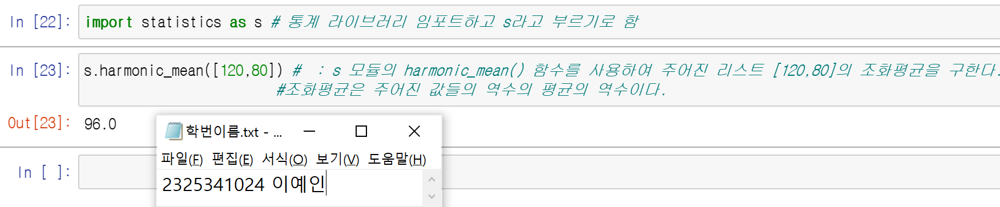 In [22]: import statistics as s # 통계 라이브러리 임포트하고 s라고 부르기로 함
In [23]: s.harmonic_mean([120,80]) #  : s 모듈의 harmonic_mean() 함수를 사용하여 주어진 리스트 [120,80]의 조화평균을 구한다.
#조화평균은 주어진 값들의 역수의 평균의 역수이다.
Out[23]: 96.0
학번이름.txt - ...
파일(F) 편집(E) 서식(O) 보기(V) 도움말(H)
In [ ]:
2325341024 이예인